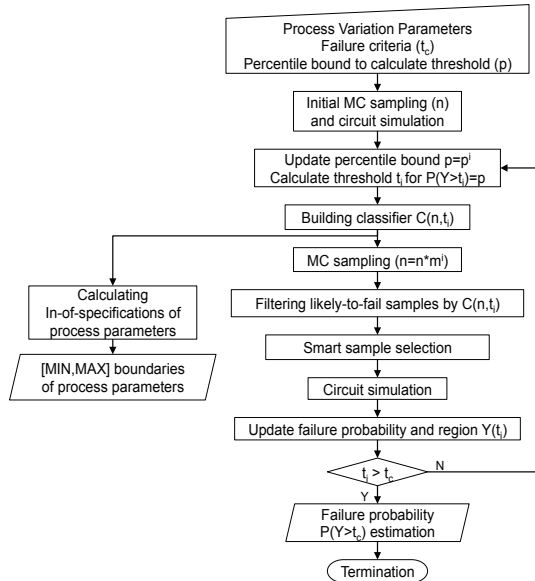 Process Variation Parameters
Failure criteria (tc)
Percentile bound to calculate threshold (p)
Initial MC sampling (n)
and circuit simulation
Update percentile bound p=pⁱ
Calculate threshold ti for P(Y>ti)=p
Building classifier C(n,ti)
MC sampling (n=n*mⁱ)
Calculating
In-of-specifications of
process parameters
[MIN,MAX] boundaries
of process parameters
Filtering likely-to-fail samples by C(n,ti)
Smart sample selection
Circuit simulation
Update failure probability and region Y(ti)
ti > tc
N
Y
Failure probability
P(Y>tc) estimation
Termination